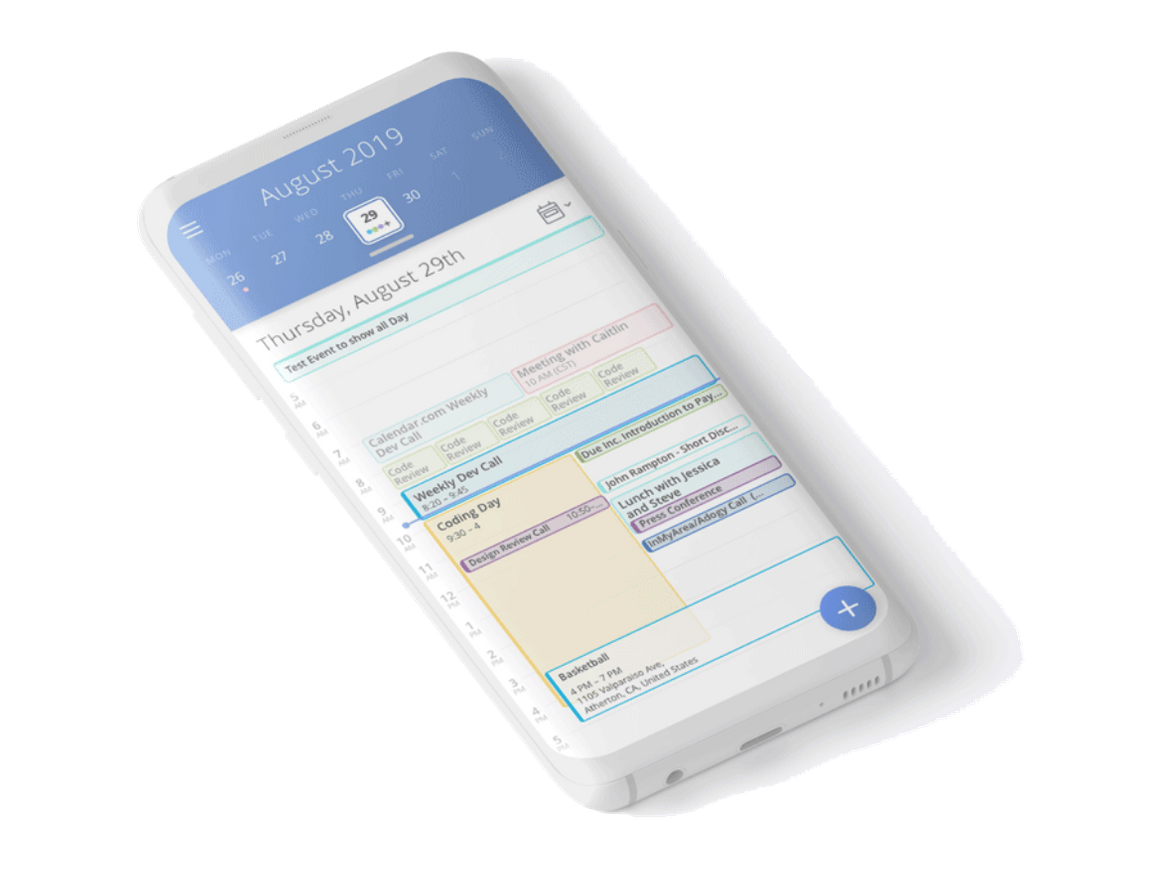 August 2019
MON TUE WED THU FRI SAT SUN
26 27 28 29 30 1
Thursday, August 29th
Test Event to show all Day
5 AM
6 AM
7 AM
8 AM
9 AM
10 AM
11 AM
12 PM
1 PM
2 PM
3 PM
4 PM
5 PM
Calendar.com Weekly
Dev Call
Meeting with Caitlin
10 AM (CST)
Code
Review
Code
Review
Code
Review
Code
Review
Code
Review
Weekly Dev Call
8:20 – 9:45
Due Inc. Introduction to Pay...
Coding Day
9:30 – 4
John Rampton - Short Disc...
Lunch with Jessica
and Steve
Design Review Call 10:50–...
Press Conference
InMyArea/Adogy Call (...
Basketball
4 PM – 7 PM
1105 Valparaiso Ave,
Atherton, CA, United States